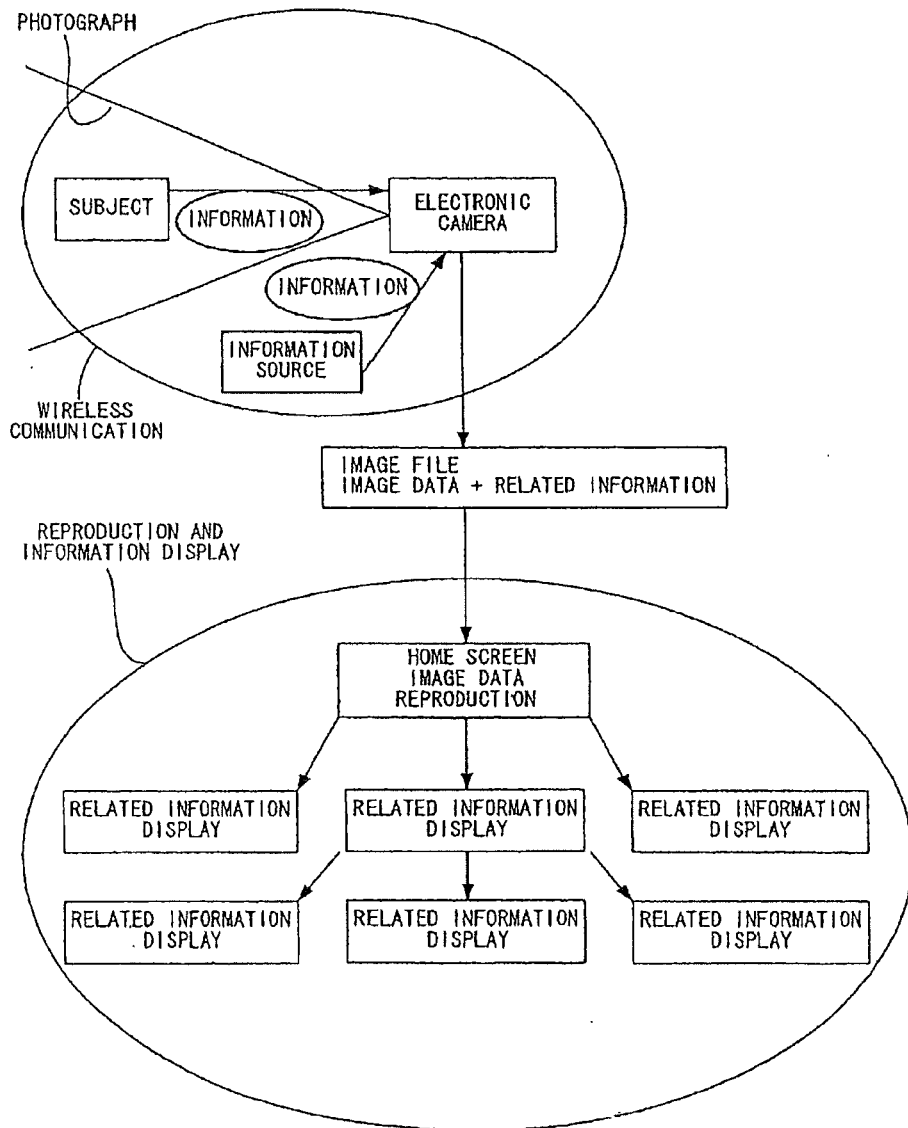 PHOTOGRAPH
SUBJECT
INFORMATION
ELECTRONIC
CAMERA
INFORMATION
INFORMATION
SOURCE
WIRELESS
COMMUNICATION
IMAGE FILE
IMAGE DATA + RELATED INFORMATION
REPRODUCTION AND
INFORMATION DISPLAY
HOME SCREEN
IMAGE DATA
REPRODUCTION
RELATED INFORMATION
DISPLAY
RELATED INFORMATION
DISPLAY
RELATED INFORMATION
DISPLAY
RELATED INFORMATION
DISPLAY
RELATED INFORMATION
DISPLAY
RELATED INFORMATION
DISPLAY